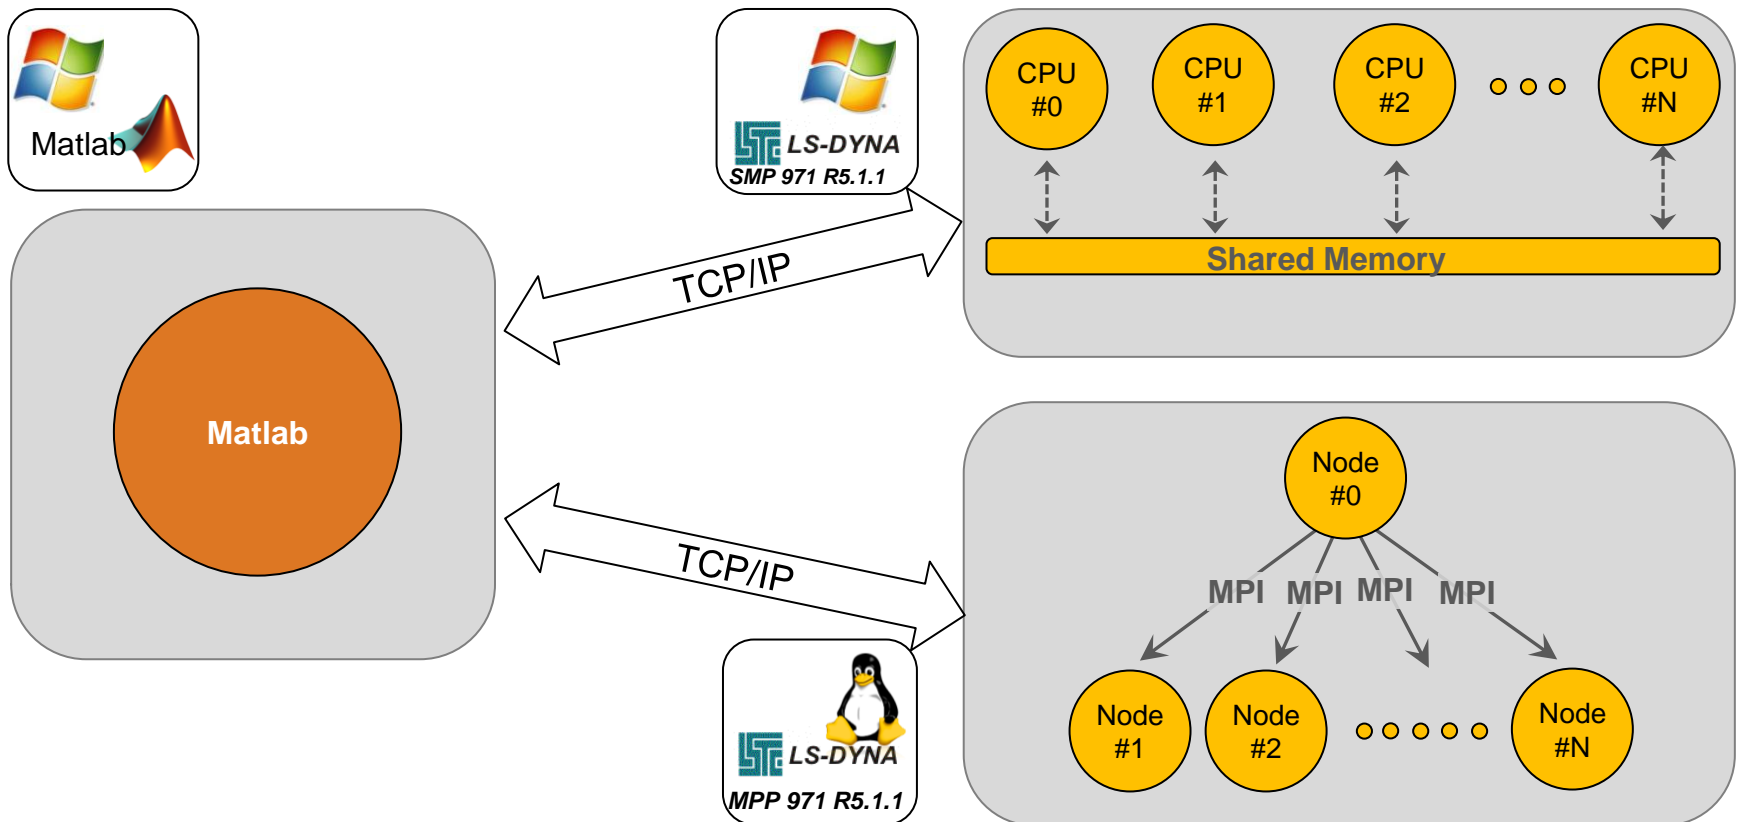 Matlab
LS-DYNA
SMP 971 R5.1.1
CPU
#0
CPU
#1
CPU
#2
CPU
#N
Shared Memory
TCP/IP
Matlab
TCP/IP
Node
#0
MPI
MPI
MPI
MPI
Node
#1
Node
#2
Node
#N
LS-DYNA
MPP 971 R5.1.1